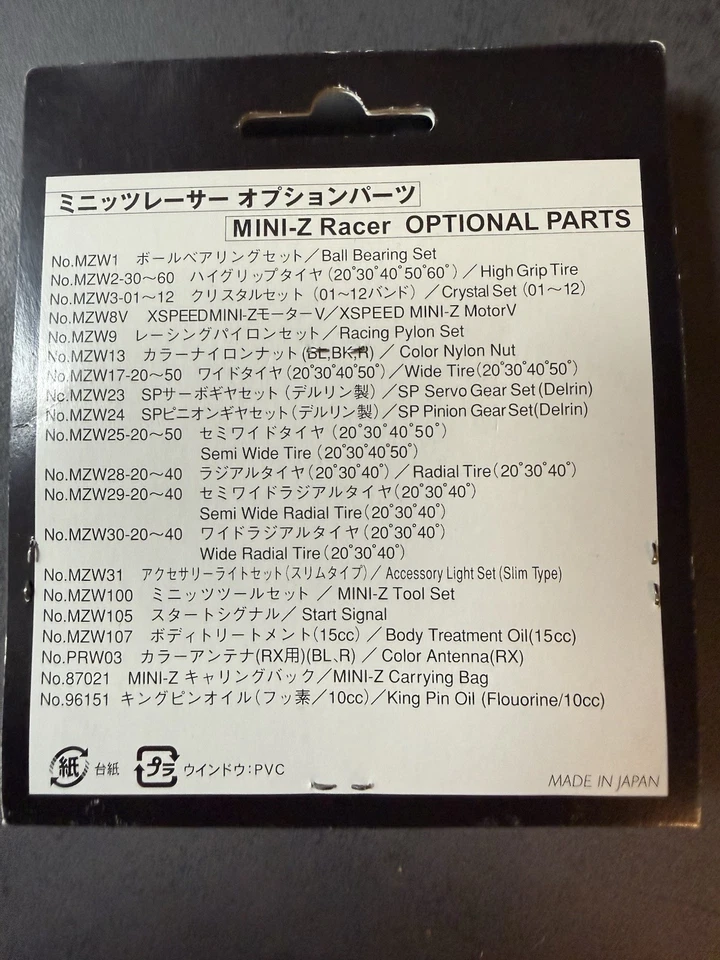 ミニッツレーサー オプションパーツ
MINI-Z Racer OPTIONAL PARTS
No.MZW1 ボールベアリングセット／Ball Bearing Set
No.MZW2-30〜60 ハイグリップタイヤ（20°30°40°50°60°）／High Grip Tire
No.MZW3-01〜12 クリスタルセット（01〜12バンド）／Crystal Set（01〜12）
No.MZW8V XSPEEDMINI-ZモーターV／XSPEED MINI-Z MotorV
No.MZW9 レーシングパイロンセット／Racing Pylon Set
No.MZW13 カラーナイロンナット(BL,BK,R)／Color Nylon Nut
No.MZW17-20〜50 ワイドタイヤ（20°30°40°50°）／Wide Tire（20°30°40°50°）
No.MZW23 SPサーボギヤセット（デルリン製）／SP Servo Gear Set(Delrin)
No.MZW24 SPピニオンギヤセット（デルリン製）／SP Pinion Gear Set(Delrin)
No.MZW25-20〜50 セミワイドタイヤ（20°30°40°50°）
Semi Wide Tire（20°30°40°50°）
No.MZW28-20〜40 ラジアルタイヤ（20°30°40°）／Radial Tire（20°30°40°）
No.MZW29-20〜40 セミワイドラジアルタイヤ（20°30°40°）
Semi Wide Radial Tire（20°30°40°）
No.MZW30-20〜40 ワイドラジアルタイヤ（20°30°40°）
Wide Radial Tire（20°30°40°）
No.MZW31 アクセサリーライトセット（スリムタイプ）／Accessory Light Set (Slim Type)
No.MZW100 ミニッツツールセット／MINI-Z Tool Set
No.MZW105 スタートシグナル／Start Signal
No.MZW107 ボディトリートメント（15cc）／Body Treatment Oil(15cc)
No.PRW03 カラーアンテナ(RX用)(BL、R)／Color Antenna(RX)
No.87021 MINI-Z キャリングバック／MINI-Z Carrying Bag
No.96151 キングピンオイル（フッ素／10cc）／King Pin Oil (Flouorine/10cc)
紙 台紙 プラ ウインドウ：PVC
MADE IN JAPAN